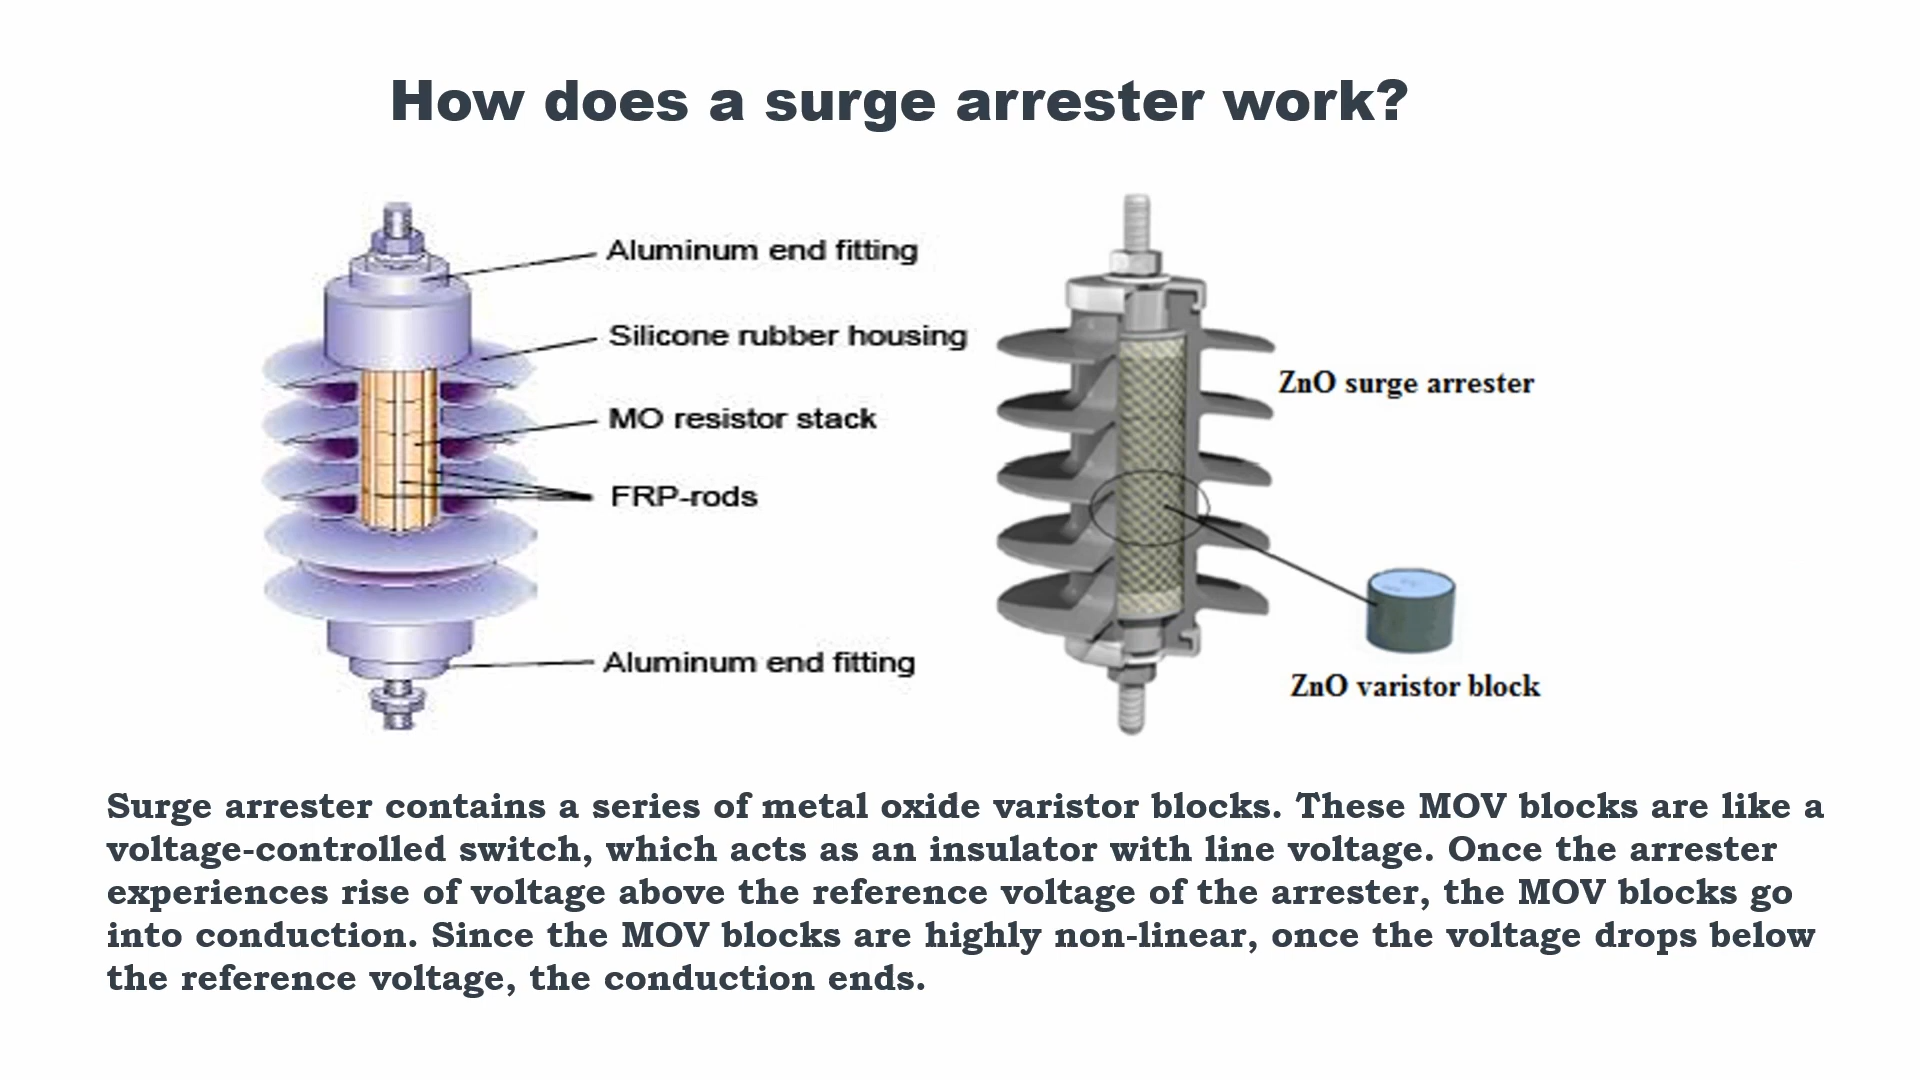 How does a surge arrester work?
Aluminum end fitting
Silicone rubber housing
MO resistor stack
FRP-rods
Aluminum end fitting
ZnO surge arrester
ZnO varistor block
Surge arrester contains a series of metal oxide varistor blocks. These MOV blocks are like a
voltage-controlled switch, which acts as an insulator with line voltage. Once the arrester
experiences rise of voltage above the reference voltage of the arrester, the MOV blocks go
into conduction. Since the MOV blocks are highly non-linear, once the voltage drops below
the reference voltage, the conduction ends.